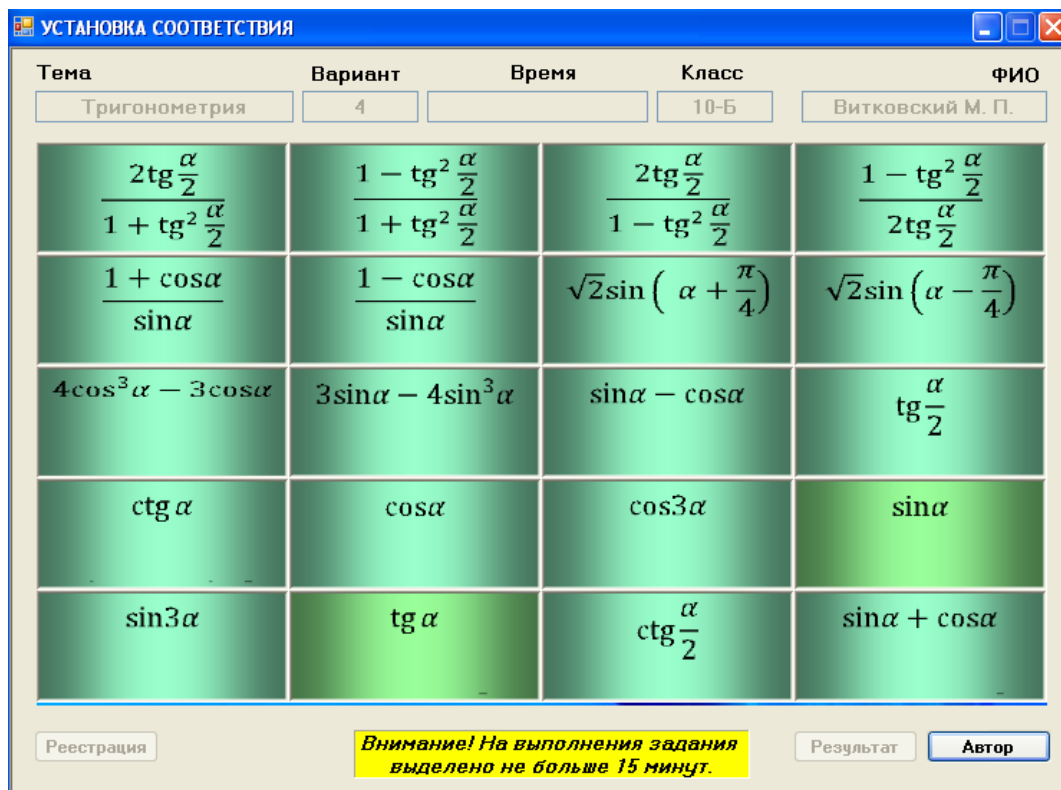 УСТАНОВКА СООТВЕТСТВИЯ
Тема Вариант Время Класс ФИО
Тригонометрия 4 10-Б Витковский М. П.
2tg α/2 / 1 + tg² α/2
1 − tg² α/2 / 1 + tg² α/2
2tg α/2 / 1 − tg² α/2
1 − tg² α/2 / 2tg α/2
1 + cosα / sinα
1 − cosα / sinα
√2sin ( α + π/4 )
√2sin ( α − π/4 )
4cos³α − 3cosα
3sinα − 4sin³α
sinα − cosα
tg α/2
ctg α
cosα
cos3α
sinα
sin3α
tg α
ctg α/2
sinα + cosα
Реестрация
Внимание! На выполнения задания
выделено не больше 15 минут.
Результат
Автор